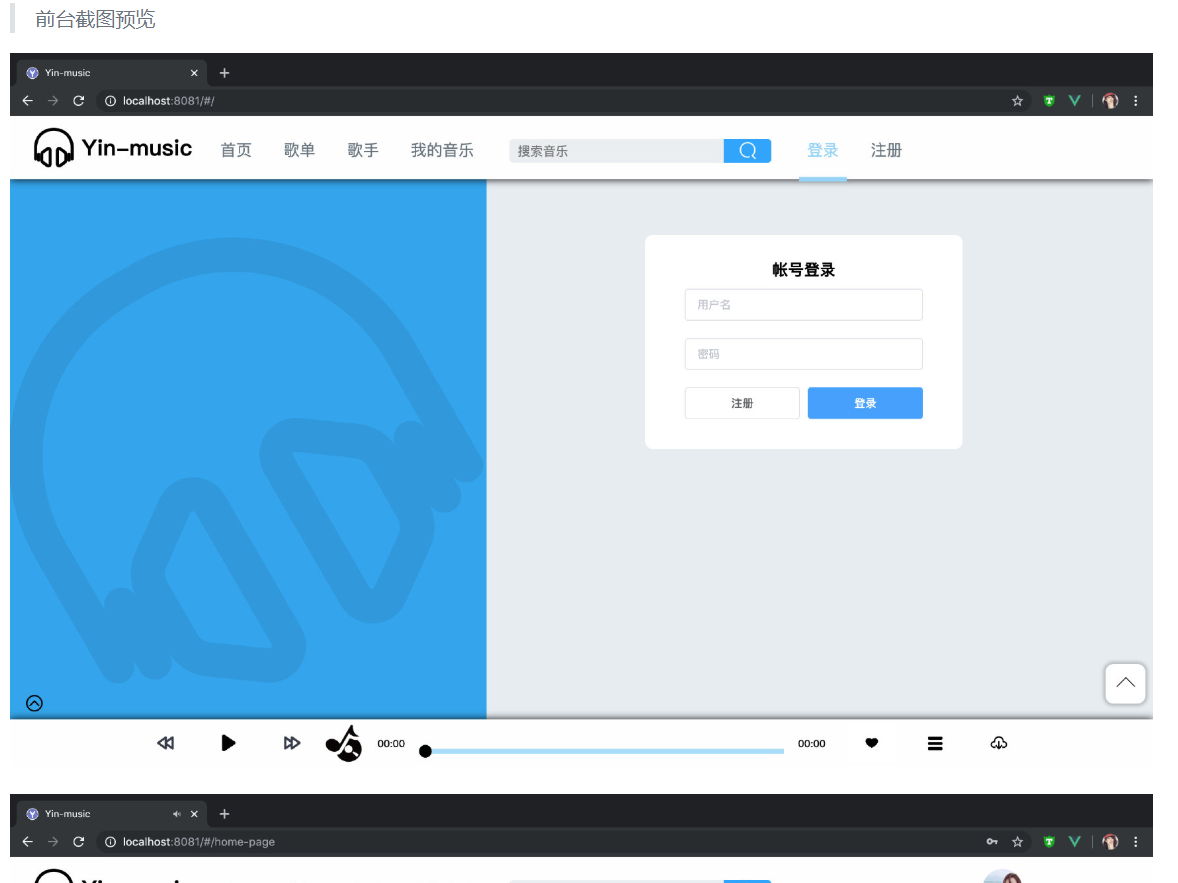 前台截图预览
Yin-music
localhost:8081/#/
Yin-music 首页 歌单 歌手 我的音乐 搜索音乐 登录 注册
帐号登录
用户名
密码
注册 登录
00:00 00:00
Yin-music
localhost:8081/#/home-page